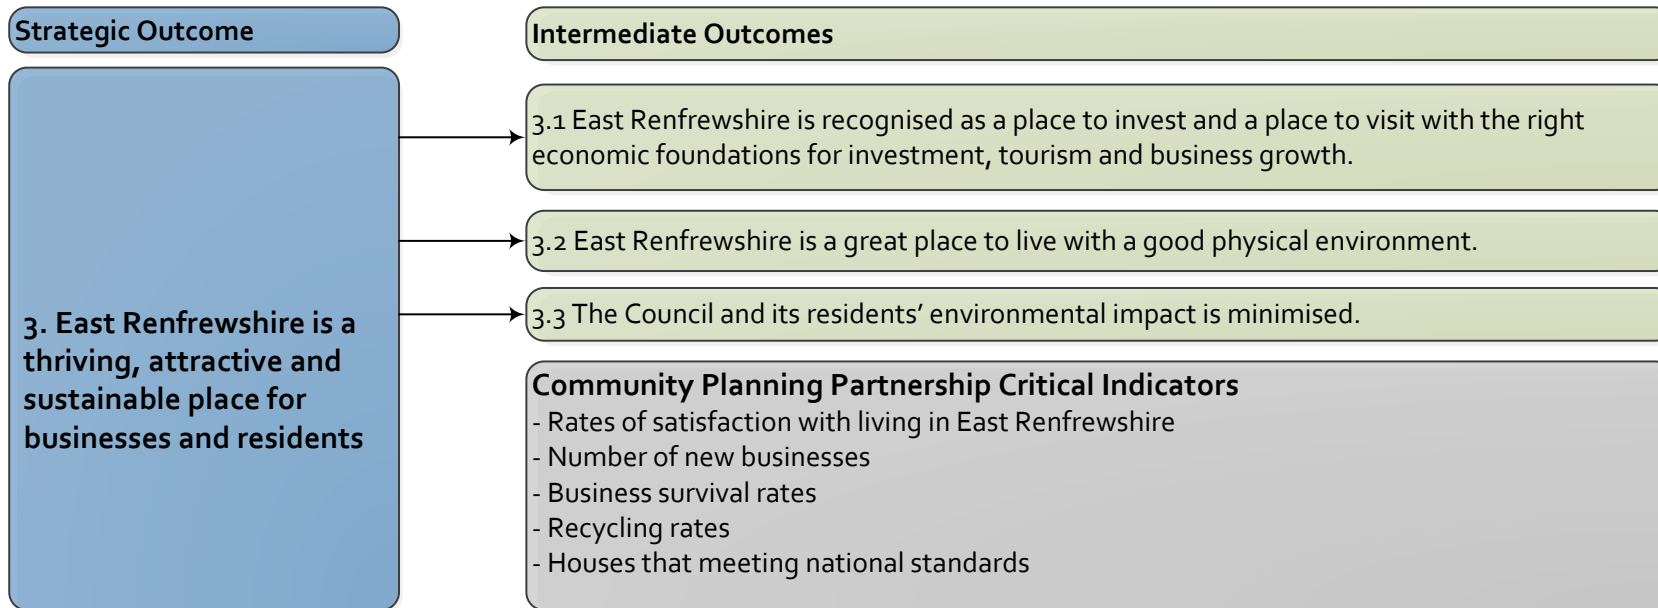 Strategic Outcome
3. East Renfrewshire is a
thriving, attractive and
sustainable place for
businesses and residents
Intermediate Outcomes
3.1 East Renfrewshire is recognised as a place to invest and a place to visit with the right
economic foundations for investment, tourism and business growth.
3.2 East Renfrewshire is a great place to live with a good physical environment.
3.3 The Council and its residents’ environmental impact is minimised.
Community Planning Partnership Critical Indicators
- Rates of satisfaction with living in East Renfrewshire
- Number of new businesses
- Business survival rates
- Recycling rates
- Houses that meeting national standards